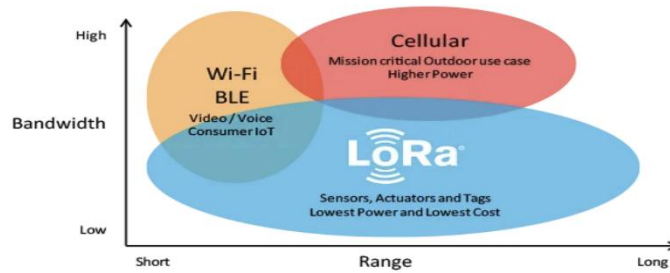 High
Cellular
Mission critical Outdoor use case
Higher Power
Wi-Fi
BLE
Video / Voice
Consumer IoT
Bandwidth
LoRa®
Sensors, Actuators and Tags
Lowest Power and Lowest Cost
Low
Short
Range
Long